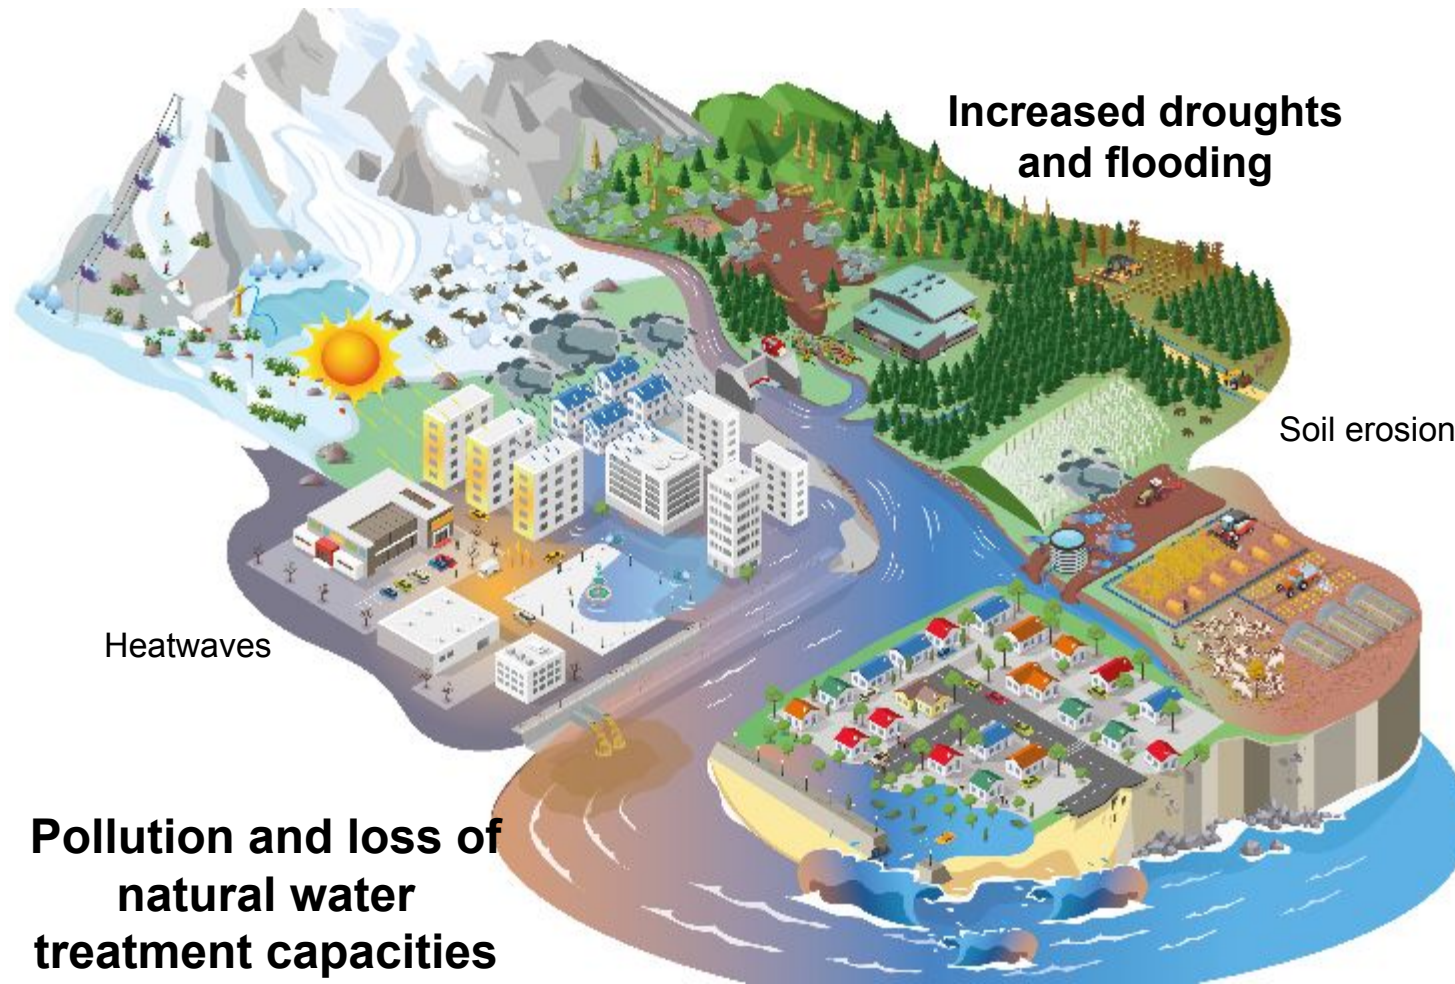 Increased droughts
and flooding
Soil erosion
Heatwaves
Pollution and loss of
natural water
treatment capacities